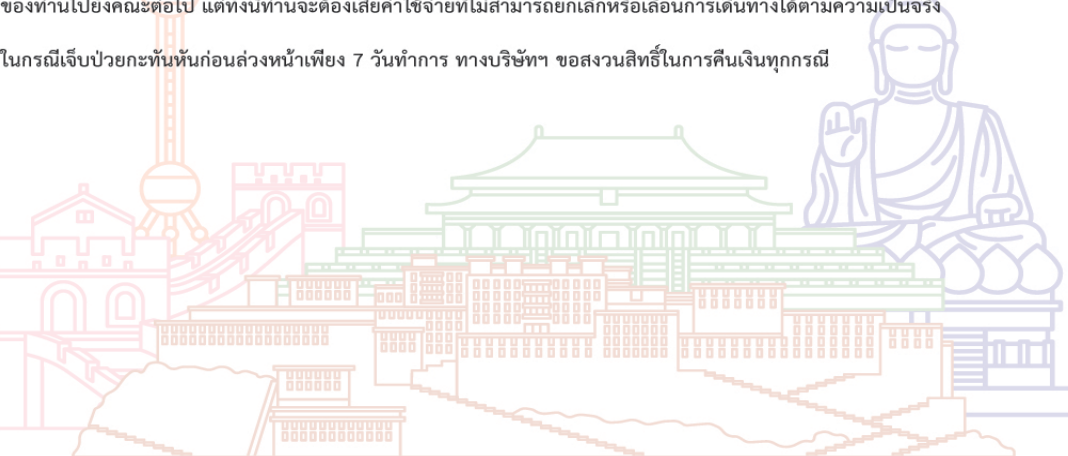 ของท่านไปยังคณะต่อไป แต่ทั้งนี้ท่านจะต้องเสียค่าใช้จ่ายที่ไม่สามารถยกเลิกหรือเลื่อนการเดินทางได้ตามความเป็นจริง
ในกรณีเจ็บป่วยกะทันหันก่อนล่วงหน้าเพียง 7 วันทำการ ทางบริษัทฯ ขอสงวนสิทธิ์ในการคืนเงินทุกกรณี